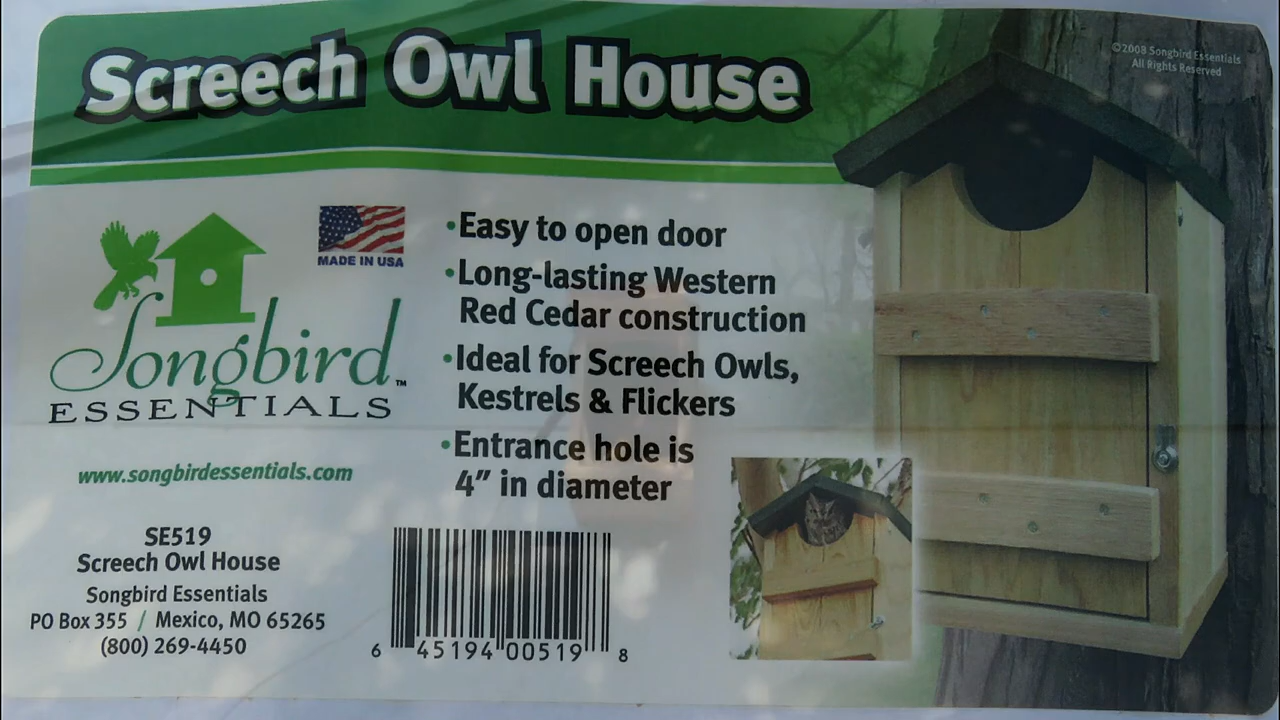 Screech Owl House
©2008 Songbird Essentials
All Rights Reserved
MADE IN USA
Songbird™
ESSENTIALS
www.songbirdessentials.com
•Easy to open door
•Long-lasting Western
Red Cedar construction
•Ideal for Screech Owls,
Kestrels & Flickers
•Entrance hole is
4” in diameter
SE519
Screech Owl House
Songbird Essentials
PO Box 355 / Mexico, MO 65265
(800) 269-4450
6 45194 00519 8